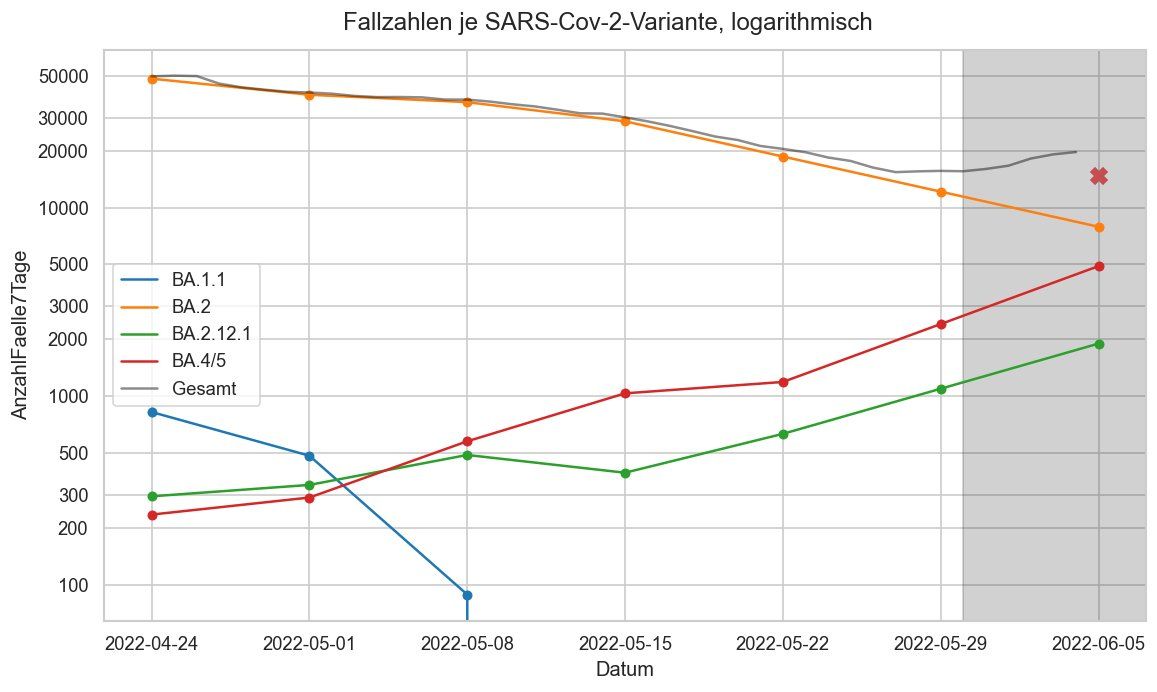 Fallzahlen je SARS-Cov-2-Variante, logarithmisch
AnzahlFaelle7Tage
50000
30000
20000
10000
5000
3000
2000
1000
500
300
200
100
BA.1.1
BA.2
BA.2.12.1
BA.4/5
Gesamt
2022-04-24 2022-05-01 2022-05-08 2022-05-15 2022-05-22 2022-05-29 2022-06-05
Datum